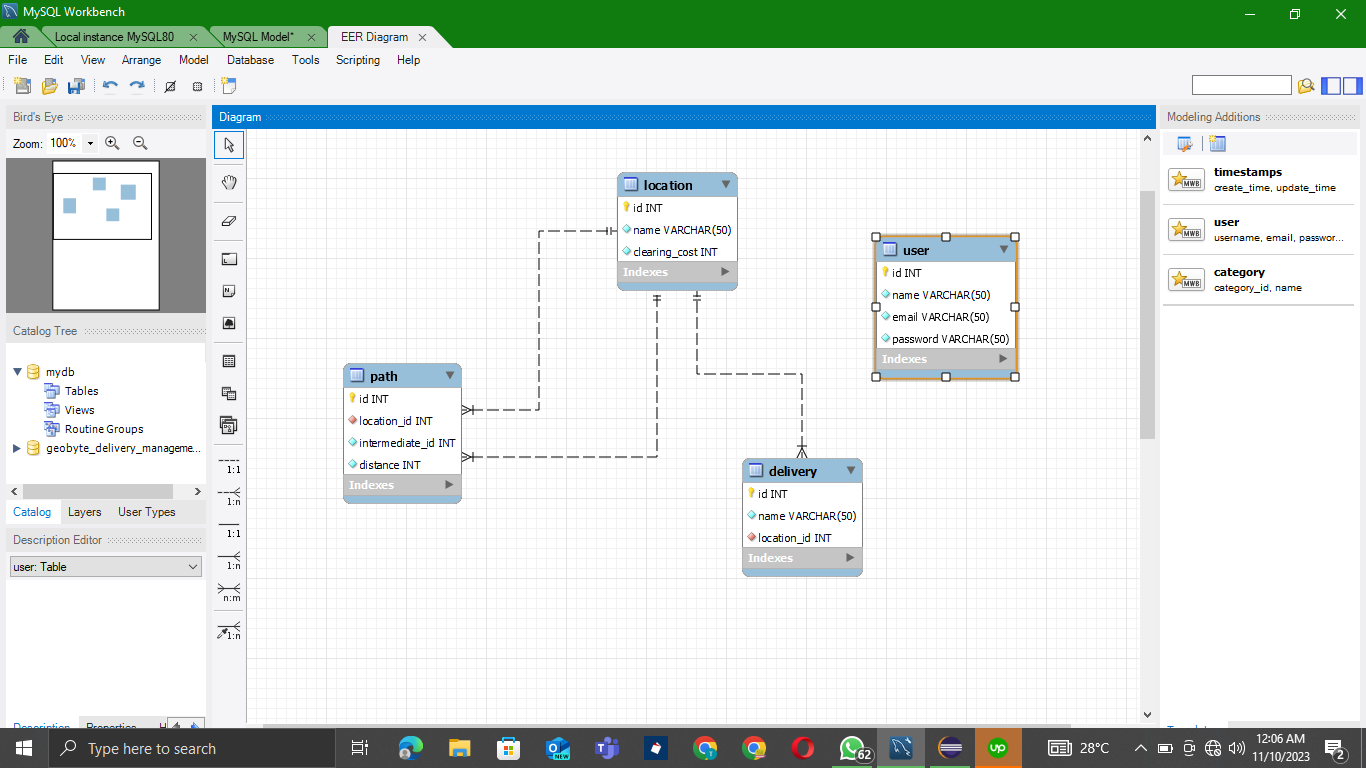 MySQL Workbench
Local instance MySQL80
MySQL Model*
EER Diagram
File Edit View Arrange Model Database Tools Scripting Help
Bird's Eye
Zoom: 100%
Catalog Tree
mydb
Tables
Views
Routine Groups
geobyte_delivery_manageme...
Catalog Layers User Types
Description Editor
user: Table
Description Properties H
Diagram
1:1
1:n
1:1
1:n
n:m
1:n
location
id INT
name VARCHAR(50)
clearing_cost INT
Indexes
user
id INT
name VARCHAR(50)
email VARCHAR(50)
password VARCHAR(50)
Indexes
path
id INT
location_id INT
intermediate_id INT
distance INT
Indexes
delivery
id INT
name VARCHAR(50)
location_id INT
Indexes
Modeling Additions
MWB
timestamps
create_time, update_time
MWB
user
username, email, passwor...
MWB
category
category_id, name
Type here to search
NEW
62
up
28°C
12:06 AM
11/10/2023
2